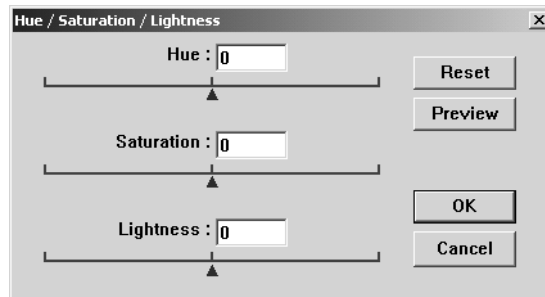 Hue / Saturation / Lightness
Hue : 0
Reset
Preview
Saturation : 0
OK
Lightness : 0
Cancel